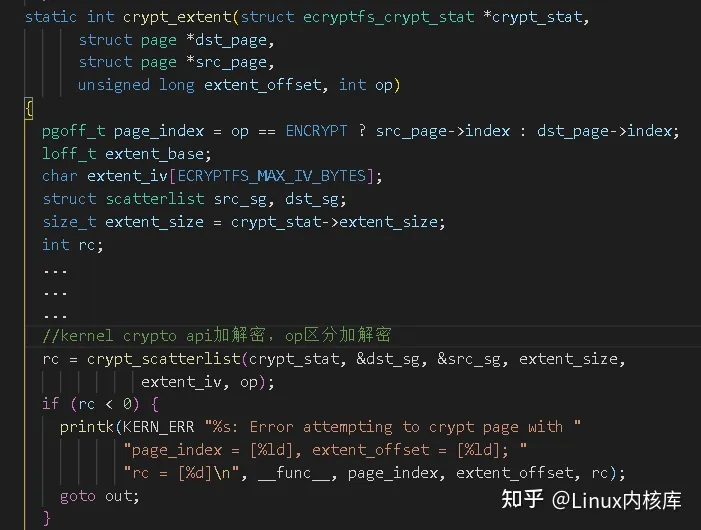 static int crypt_extent(struct ecryptfs_crypt_stat *crypt_stat,
struct page *dst_page,
struct page *src_page,
unsigned long extent_offset, int op)
{
pgoff_t page_index = op == ENCRYPT ? src_page->index : dst_page->index;
loff_t extent_base;
char extent_iv[ECRYPTFS_MAX_IV_BYTES];
struct scatterlist src_sg, dst_sg;
size_t extent_size = crypt_stat->extent_size;
int rc;
...
...
...
//kernel crypto api加解密，op区分加解密
rc = crypt_scatterlist(crypt_stat, &dst_sg, &src_sg, extent_size,
extent_iv, op);
if (rc < 0) {
printk(KERN_ERR "%s: Error attempting to crypt page with "
"page_index = [%ld], extent_offset = [%ld]; "
"rc = [%d]\n", __func__, page_index, extent_offset, rc);
goto out;
}
知乎 @Linux内核库